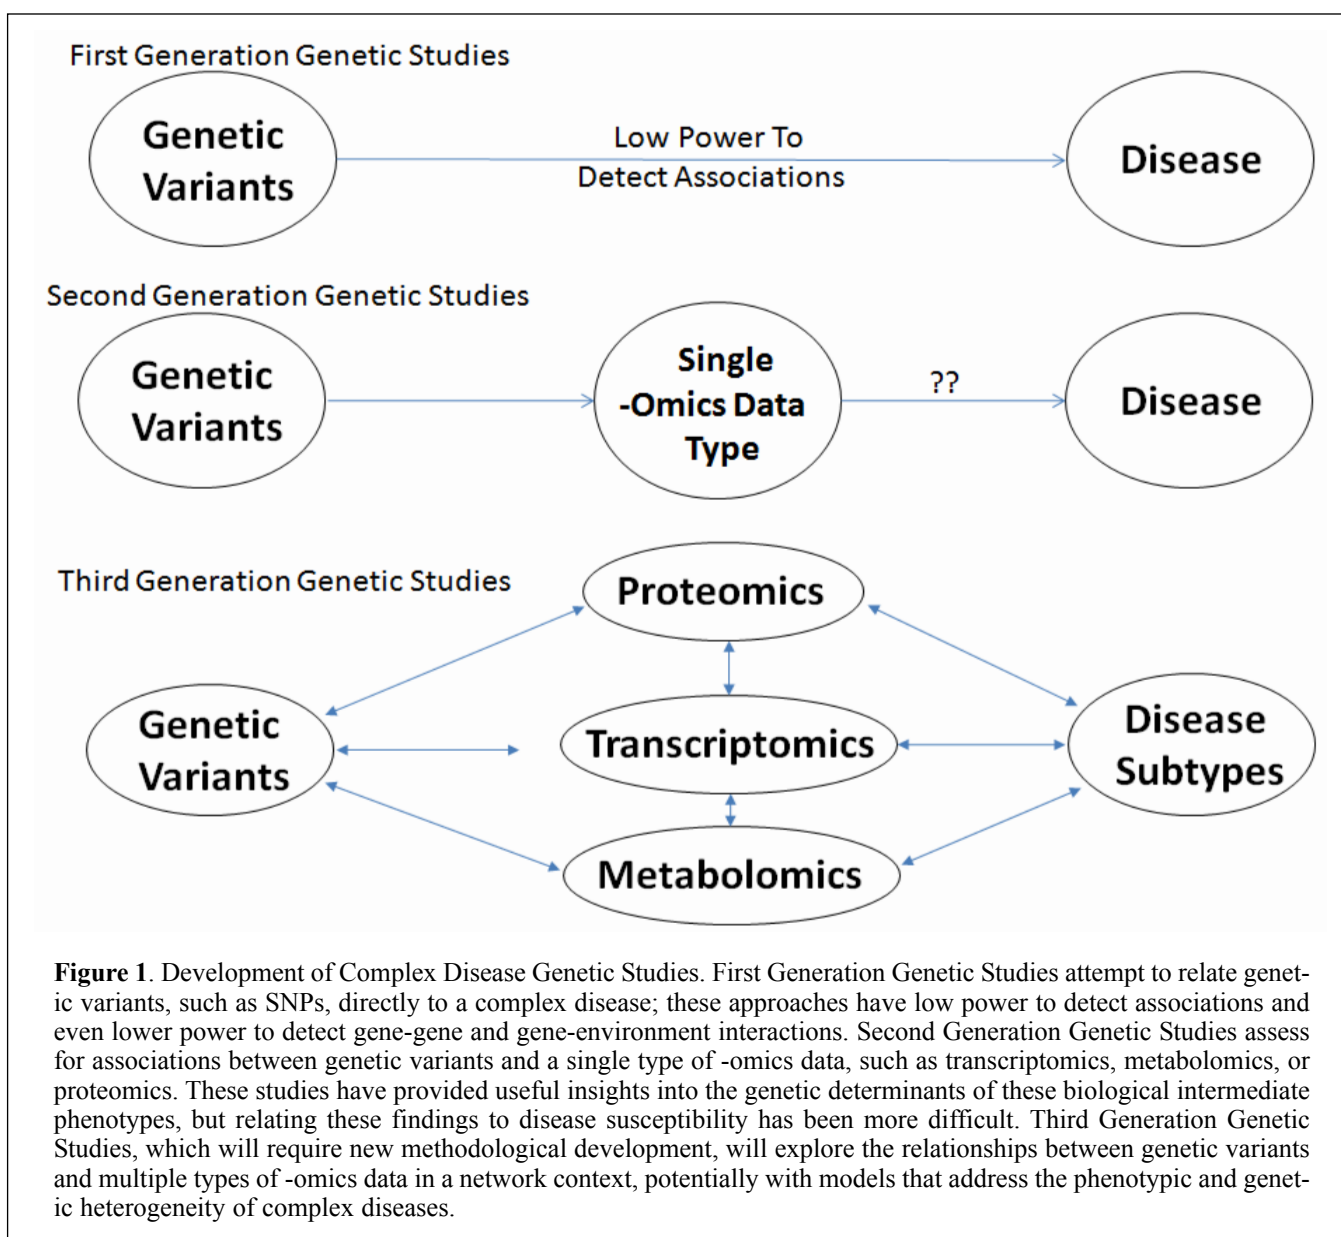 First Generation Genetic Studies
Genetic
Variants
Low Power To
Detect Associations
Disease
Second Generation Genetic Studies
Genetic
Variants
Single
-Omics Data
Type
??
Disease
Third Generation Genetic Studies
Proteomics
Genetic
Variants
Transcriptomics
Disease
Subtypes
Metabolomics
Figure 1. Development of Complex Disease Genetic Studies. First Generation Genetic Studies attempt to relate genet-
ic variants, such as SNPs, directly to a complex disease; these approaches have low power to detect associations and
even lower power to detect gene-gene and gene-environment interactions. Second Generation Genetic Studies assess
for associations between genetic variants and a single type of -omics data, such as transcriptomics, metabolomics, or
proteomics. These studies have provided useful insights into the genetic determinants of these biological intermediate
phenotypes, but relating these findings to disease susceptibility has been more difficult. Third Generation Genetic
Studies, which will require new methodological development, will explore the relationships between genetic variants
and multiple types of -omics data in a network context, potentially with models that address the phenotypic and genet-
ic heterogeneity of complex diseases.